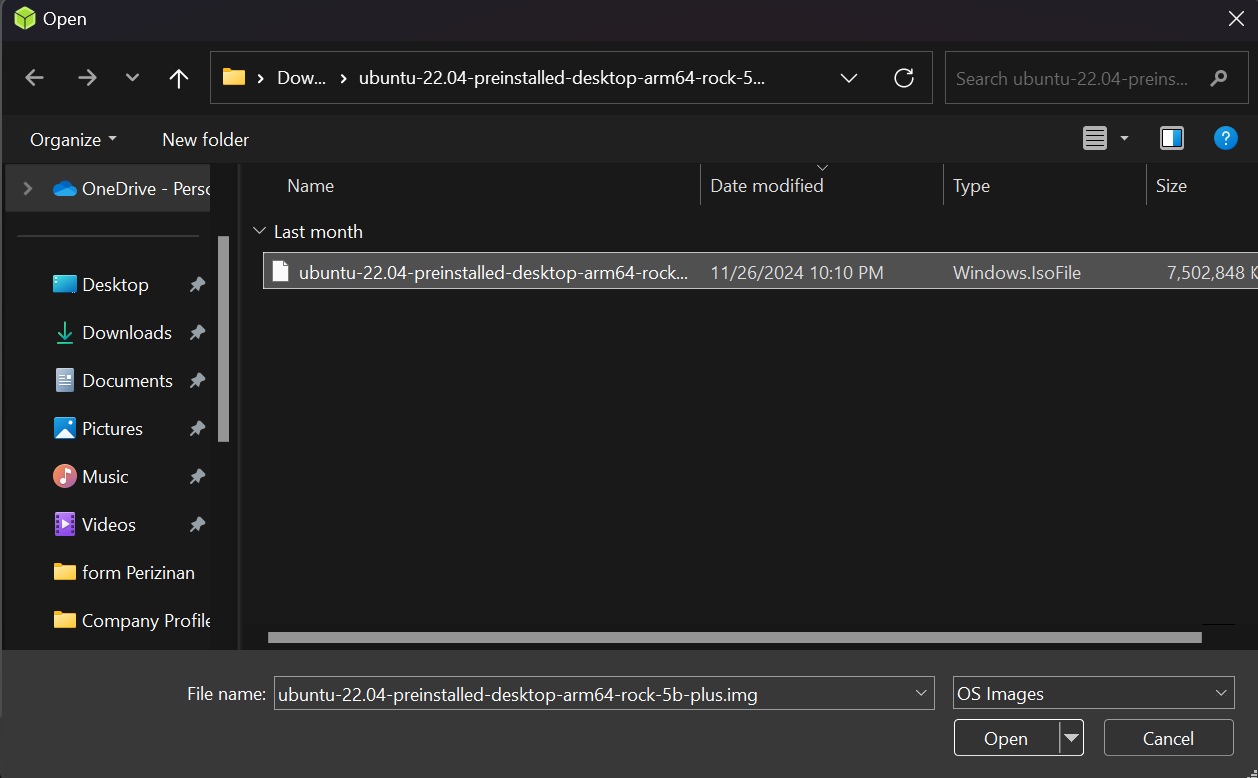 Open
Dow... ubuntu-22.04-preinstalled-desktop-arm64-rock-5...
Search ubuntu-22.04-preins...
Organize New folder
?
OneDrive - Perso
Name Date modified Type Size
Last month
ubuntu-22.04-preinstalled-desktop-arm64-rock... 11/26/2024 10:10 PM Windows.IsoFile 7,502,848 K
Desktop
Downloads
Documents
Pictures
Music
Videos
form Perizinan
Company Profile
File name: ubuntu-22.04-preinstalled-desktop-arm64-rock-5b-plus.img OS Images
Open Cancel